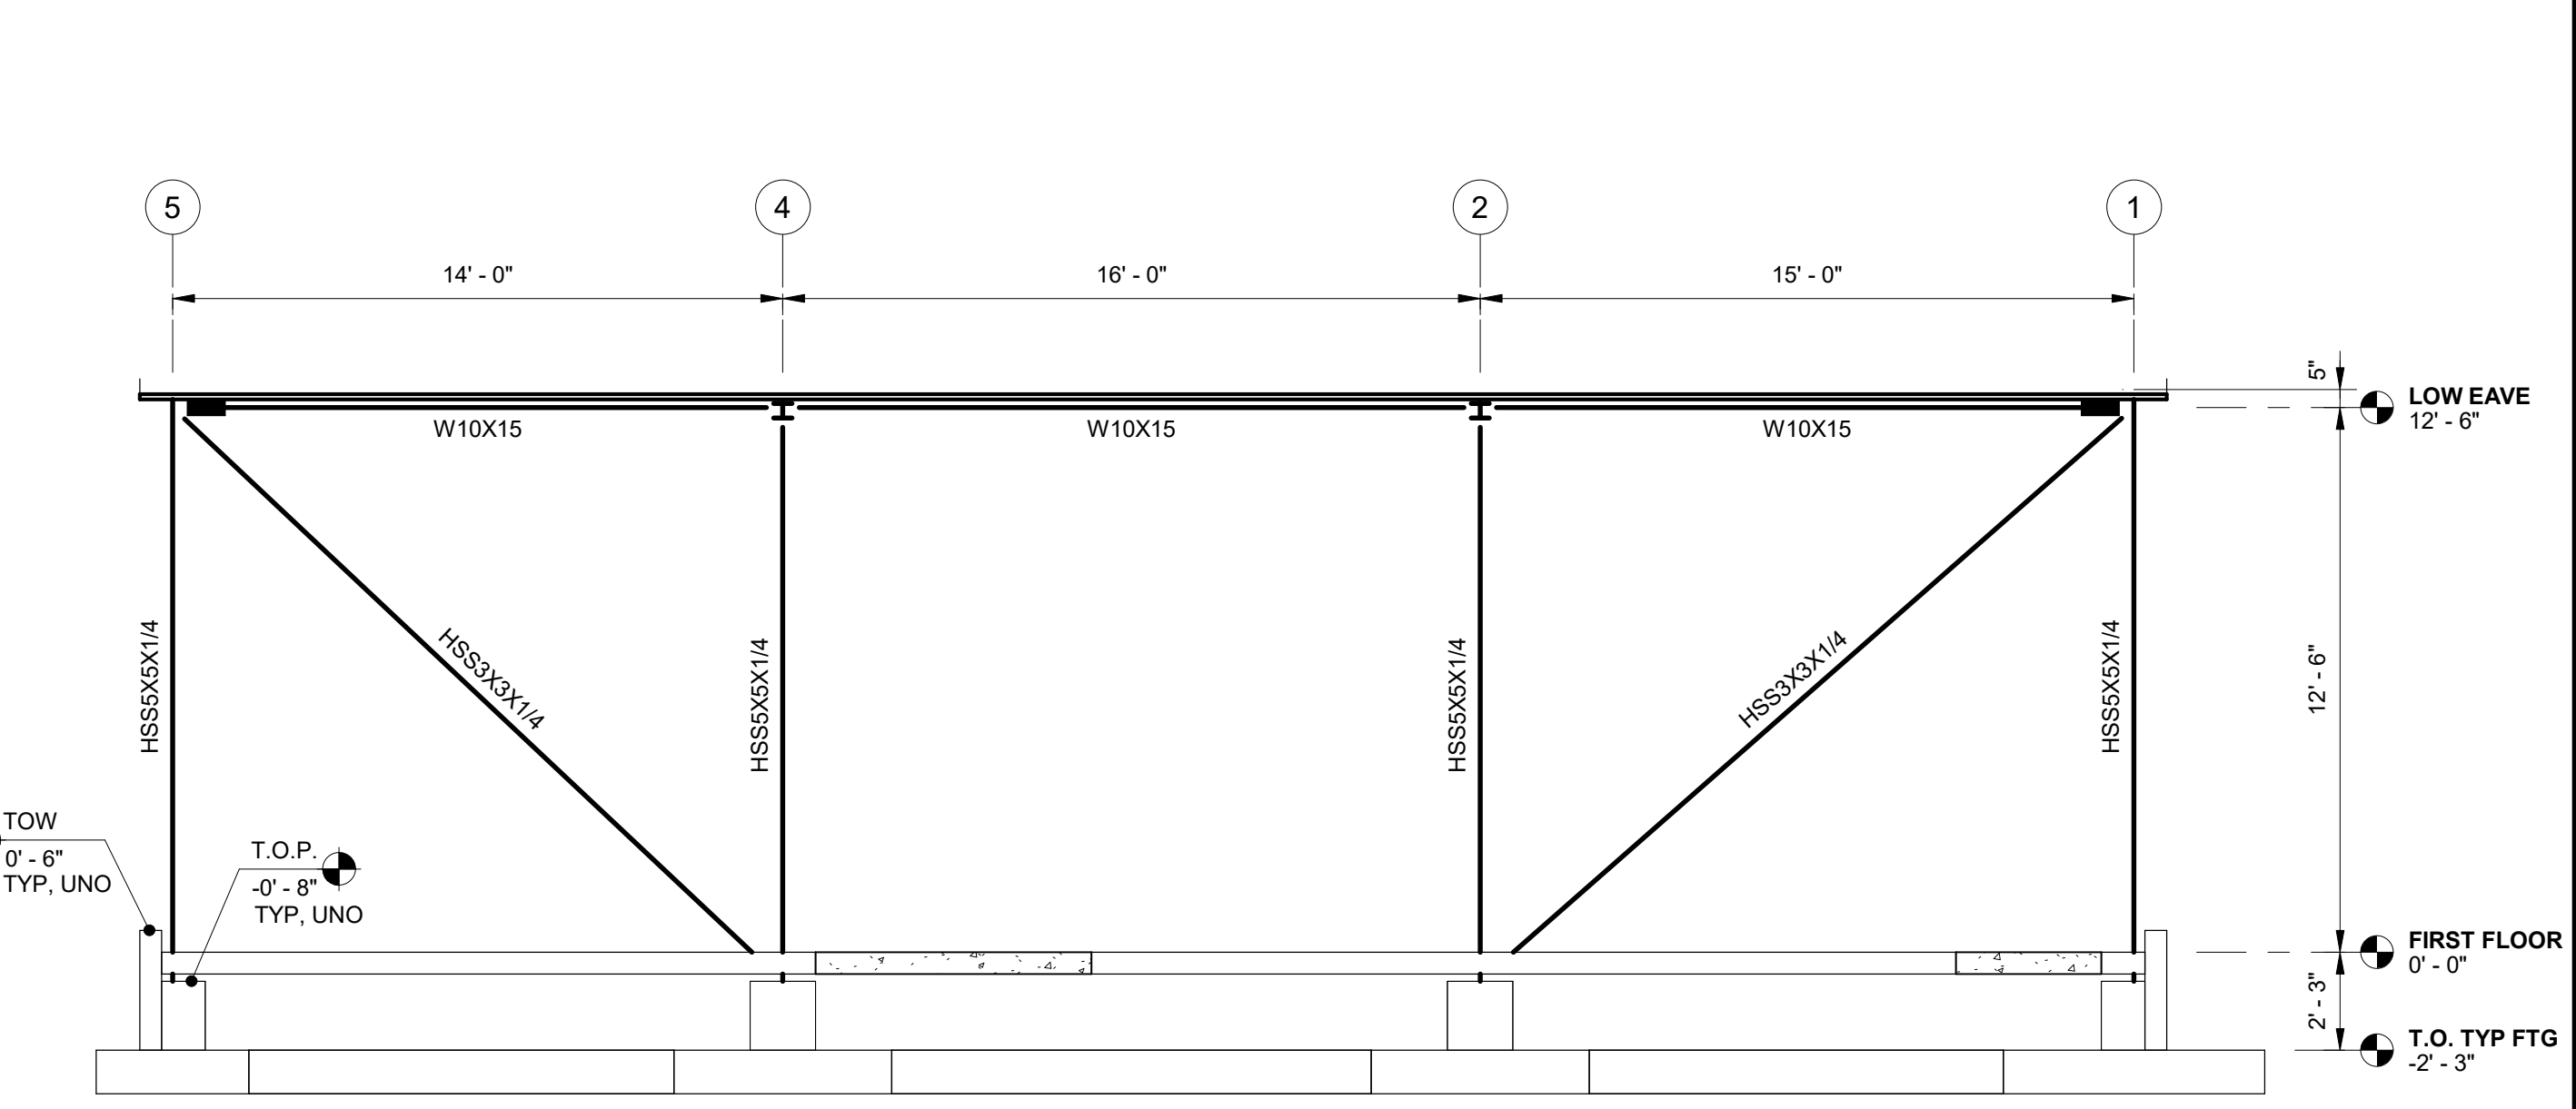 5
4
2
1
14' - 0"
16' - 0"
15' - 0"
5"
LOW EAVE
12' - 6"
W10X15
W10X15
W10X15
HSS5X5X1/4
HSS3X3X1/4
HSS5X5X1/4
HSS5X5X1/4
HSS3X3X1/4
HSS5X5X1/4
12' - 6"
TOW
0' - 6"
TYP, UNO
T.O.P.
-0' - 8"
TYP, UNO
FIRST FLOOR
0' - 0"
2' - 3"
T.O. TYP FTG
-2' - 3"